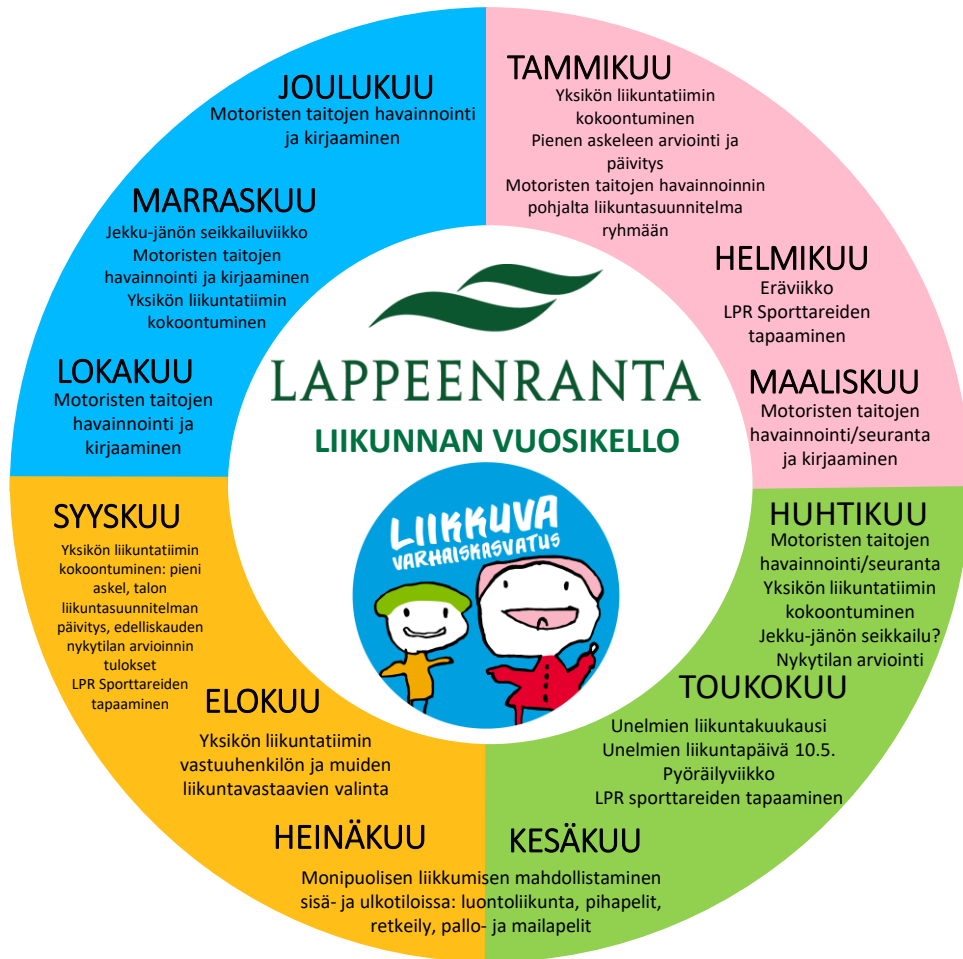 TAMMIKUU
Yksikön liikuntatiimin
kokoontuminen
Pienen askeleen arviointi ja
päivitys
Motoristen taitojen havainnoinnin
pohjalta liikuntasuunnitelma
ryhmään
HELMIKUU
Eräviikko
LPR Sporttareiden
tapaaminen
MAALISKUU
Motoristen taitojen
havainnointi/seuranta
ja kirjaaminen
HUHTIKUU
Motoristen taitojen
havainnointi/seuranta
Yksikön liikuntatiimin
kokoontuminen
Jekku-jänön seikkailu?
Nykytilan arviointi
TOUKOKUU
Unelmien liikuntakuukausi
Unelmien liikuntapäivä 10.5.
Pyöräilyviikko
LPR sporttareiden tapaaminen
KESÄKUU
HEINÄKUU
Monipuolisen liikkumisen mahdollistaminen
sisä- ja ulkotiloissa: luontoliikunta, pihapelit,
retkeily, pallo- ja mailapelit
ELOKUU
Yksikön liikuntatiimin
vastuuhenkilön ja muiden
liikuntavastaavien valinta
SYYSKUU
Yksikön liikuntatiimin
kokoontuminen: pieni
askel, talon
liikuntasuunnitelman
päivitys, edelliskauden
nykytilan arvioinnin
tulokset
LPR Sporttareiden
tapaaminen
LOKAKUU
Motoristen taitojen
havainnointi ja
kirjaaminen
MARRASKUU
Jekku-jänön seikkailuviikko
Motoristen taitojen
havainnointi ja kirjaaminen
Yksikön liikuntatiimin
kokoontuminen
JOULUKUU
Motoristen taitojen havainnointi
ja kirjaaminen
LAPPEENRANTA
LIIKUNNAN VUOSIKELLO
LIIKKUVA
VARHAISKASVATUS